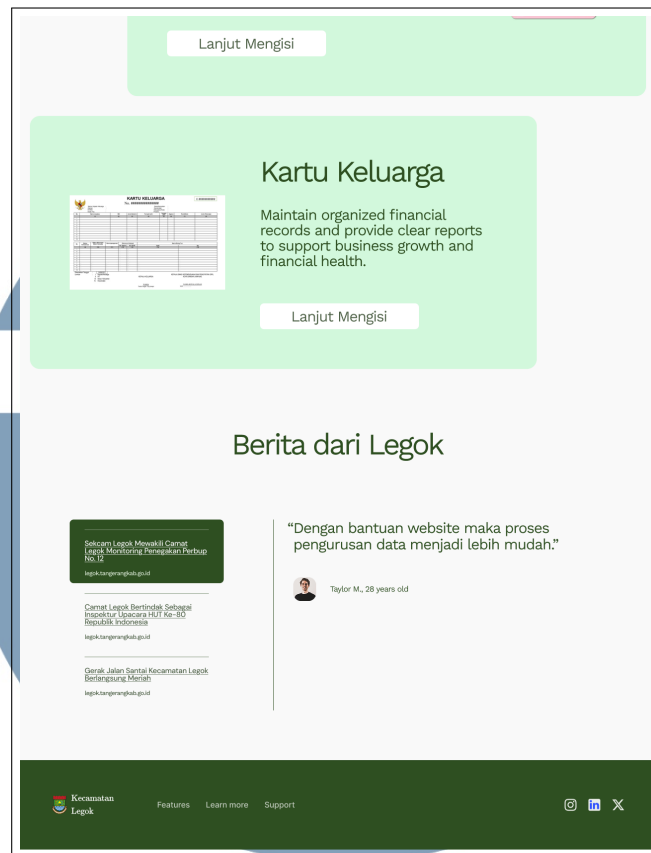 Lanjut Mengisi
Kartu Keluarga
KARTU KELUARGA
Maintain organized financial
records and provide clear reports
to support business growth and
financial health.
Lanjut Mengisi
Berita dari Legok
Sekcam Legok Mewakili Camat
Legok Monitoring Penegakan Perbup
No. 12
legok.tangerangkab.go.id
Camat Legok Bertindak Sebagai
Inspektur Upacara HUT Ke-80
Republik Indonesia
legok.tangerangkab.go.id
Gerak Jalan Santai Kecamatan Legok
Berlangsung Meriah
legok.tangerangkab.go.id
“Dengan bantuan website maka proses
pengurusan data menjadi lebih mudah.”
Taylor M., 28 years old
Kecamatan
Legok
Features Learn more Support